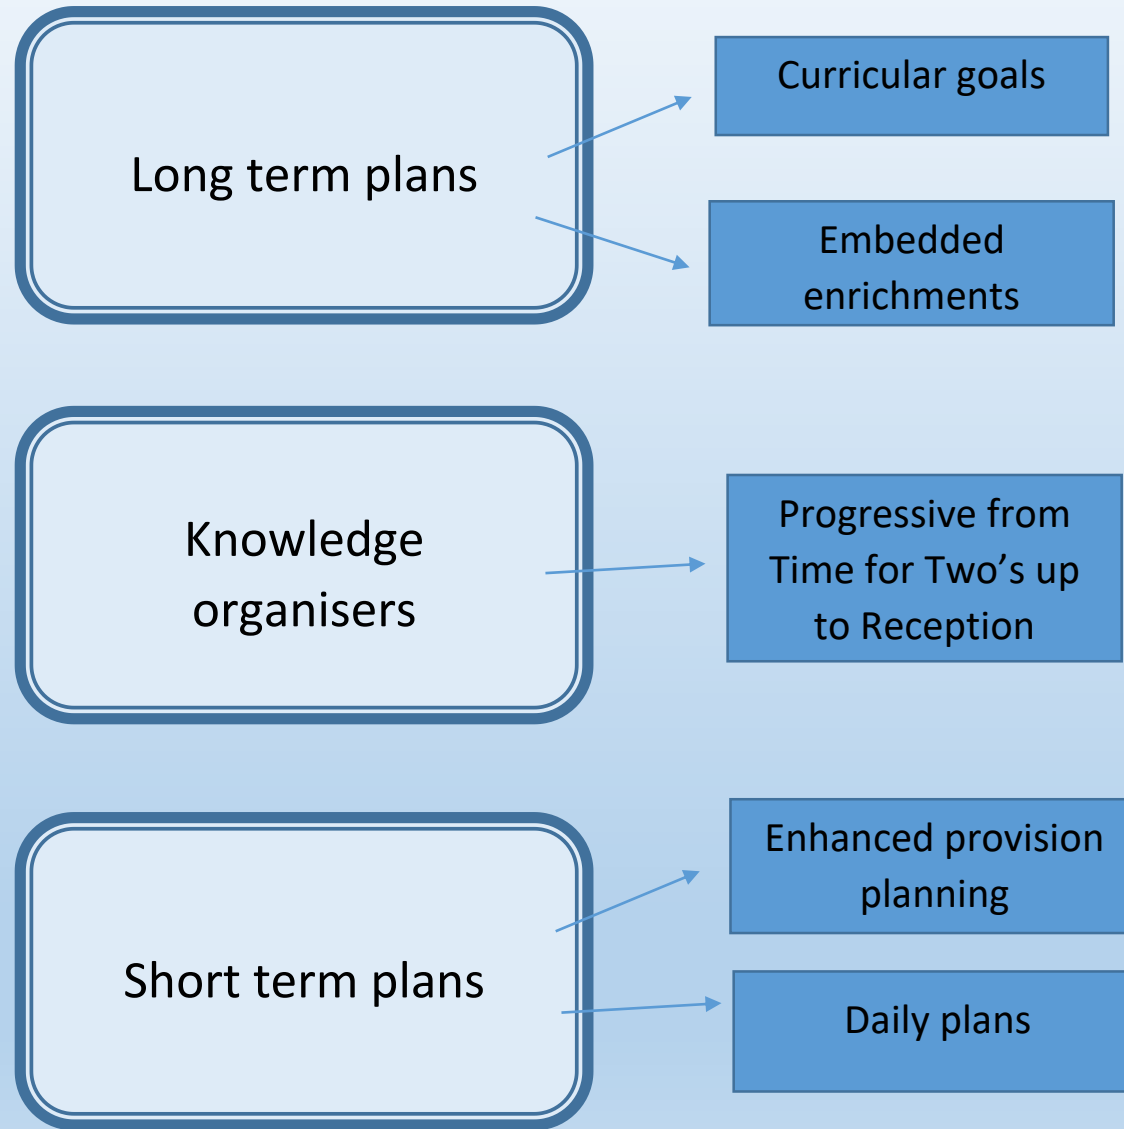 Long term plans
Curricular goals
Embedded
enrichments
Knowledge
organisers
Progressive from
Time for Two’s up
to Reception
Short term plans
Enhanced provision
planning
Daily plans